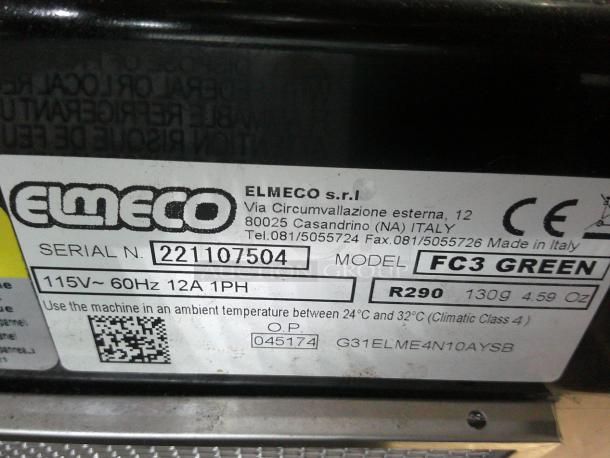 ELMECO
ELMECO s.r.l
Via Circumvallazione esterna, 12
80025 Casandrino (NA) ITALY
Tel.081/5055724 Fax.081/5055726 Made in Italy
CE
SERIAL N. 221107504 MODEL FC3 GREEN
115V~ 60Hz 12A 1PH R290 130g 4.59 Oz
Use the machine in an ambient temperature between 24°C and 32°C (Climatic Class 4)
O.P.
045174 G31ELME4N10AYSB